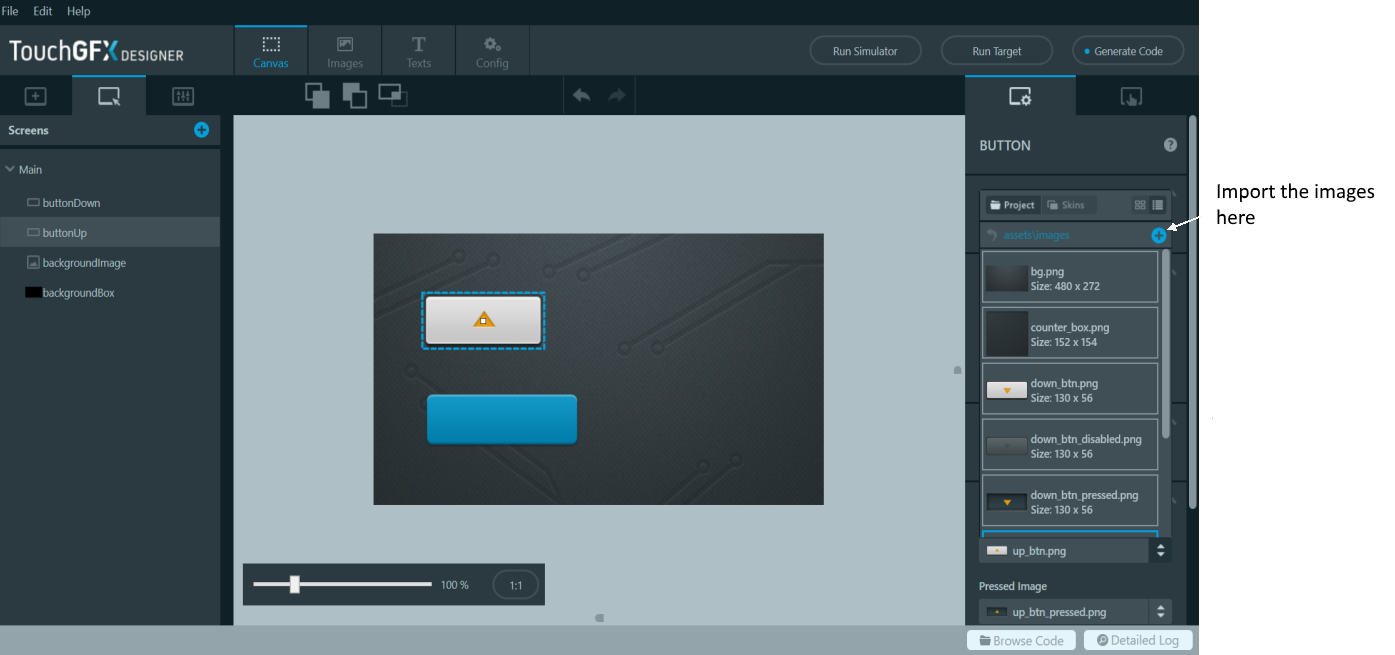 File Edit Help
TouchGFX DESIGNER
Canvas
Images
Texts
Config
Run Simulator
Run Target
Generate Code
Screens
Main
buttonDown
buttonUp
backgroundImage
backgroundBox
100 %
1:1
BUTTON
?
Project
Skins
assets\images
bg.png
Size: 480 x 272
counter_box.png
Size: 152 x 154
down_btn.png
Size: 130 x 56
down_btn_disabled.png
Size: 130 x 56
down_btn_pressed.png
Size: 130 x 56
up_btn.png
Pressed Image
up_btn_pressed.png
Browse Code
Detailed Log
Import the images
here